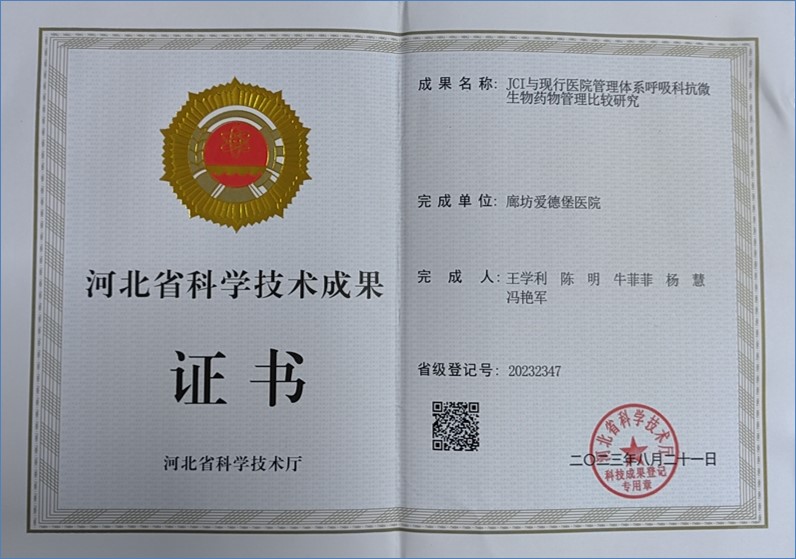 河北省科学技术成果
证书
河北省科学技术厅
成果名称：JCI与现行医院管理体系呼吸科抗微
生物药物管理比较研究
完成单位：廊坊爱德堡医院
完成人：王学利 陈明 牛菲菲 杨慧
冯艳军
省级登记号：20232347
二〇二三年八月二十一日
河北省科学技术厅
科技成果登记
专用章